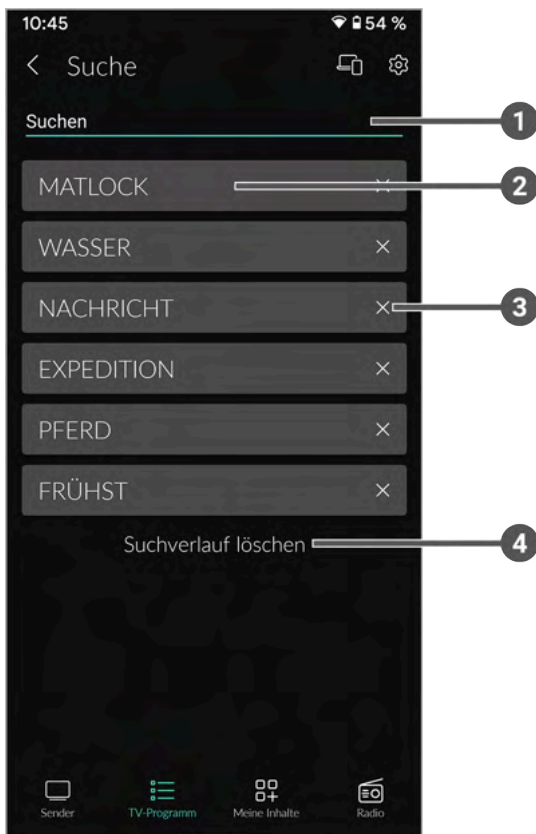 10:45 54 %
Suche
Suchen
1
MATLOCK
2
WASSER
NACHRICHT
3
EXPEDITION
PFERD
FRÜHST
Suchverlauf löschen
4
Sender TV-Programm Meine Inhalte Radio